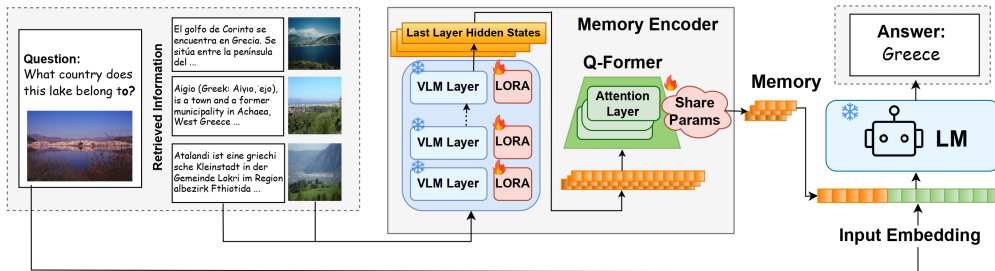 Question:
What country does
this lake belong to?
Retrieved Information
El golfo de Corinto se
encuentra en Grecia. Se
sitúa entre la península
del ...
Aigio (Greek: Αίγιο,΄ejo),
is a town and a former
municipality in Achaea,
West Greece ...
Atalandi ist eine griechi
sche Kleinstadt in der
Gemeinde Lokri im Region
albezirk Fthiotida ...
Memory Encoder
Last Layer Hidden States
VLM Layer
LORA
VLM Layer
LORA
VLM Layer
LORA
Q-Former
Attention
Layer
Share
Params
Memory
Answer:
Greece
LM
Input Embedding